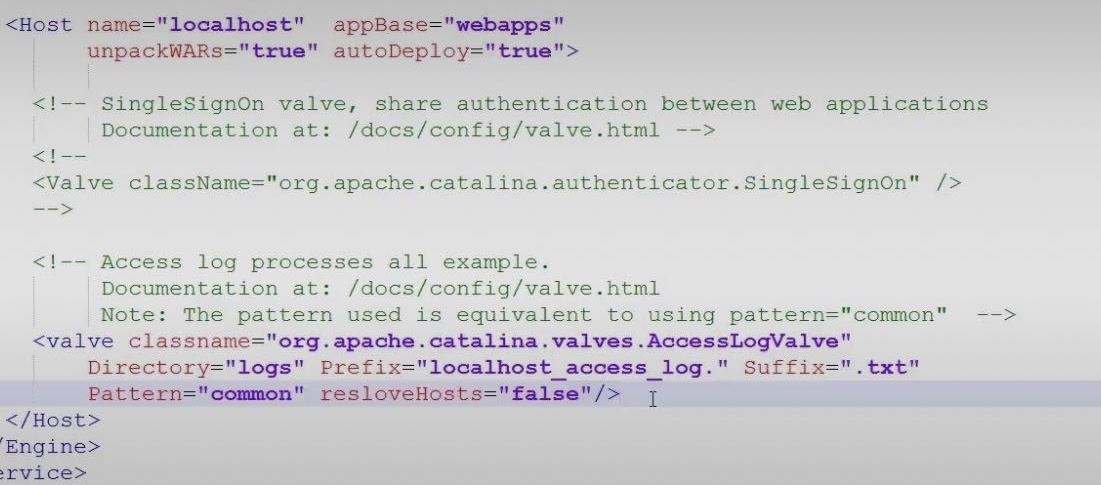 <Host name="localhost" appBase="webapps"
unpackWARs="true" autoDeploy="true">
<!-- SingleSignOn valve, share authentication between web applications
Documentation at: /docs/config/valve.html -->
<!--
<Valve className="org.apache.catalina.authenticator.SingleSignOn" />
-->
<!-- Access log processes all example.
Documentation at: /docs/config/valve.html
Note: The pattern used is equivalent to using pattern="common" -->
<valve classname="org.apache.catalina.valves.AccessLogValve"
Directory="logs" Prefix="localhost_access_log." Suffix=".txt"
Pattern="common" resloveHosts="false"/>
</Host>
/Engine>
ervice>